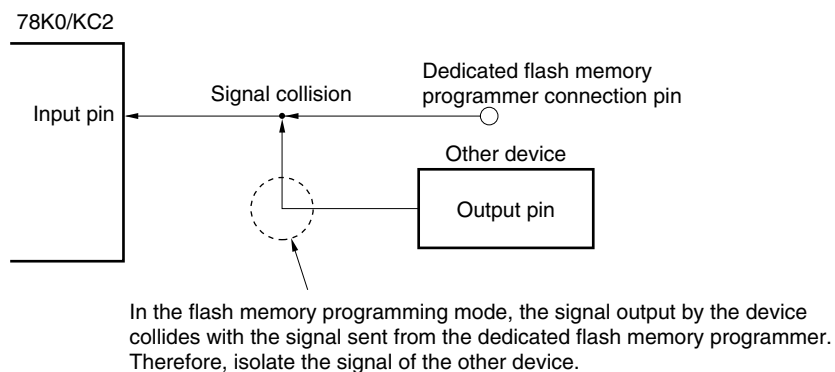 78K0/KC2
Input pin
Signal collision
Dedicated flash memory
programmer connection pin
Other device
Output pin
In the flash memory programming mode, the signal output by the device
collides with the signal sent from the dedicated flash memory programmer.
Therefore, isolate the signal of the other device.